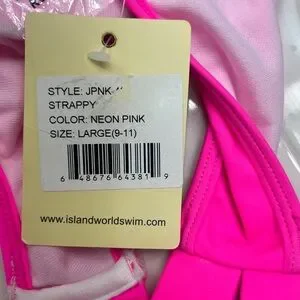 STYLE: JPNK-
STRAPPY
COLOR: NEON PINK
SIZE: LARGE(9-11)
6 48676 64381 9
www.islandworldswim.com